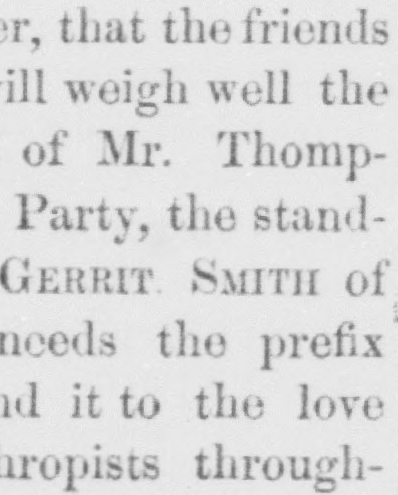 er, that the friends
ill weigh well the
of Mr. Thomp-
Party, the stand-
GERRIT SMITH of
nceds the prefix
nd it to the love
hropists through-